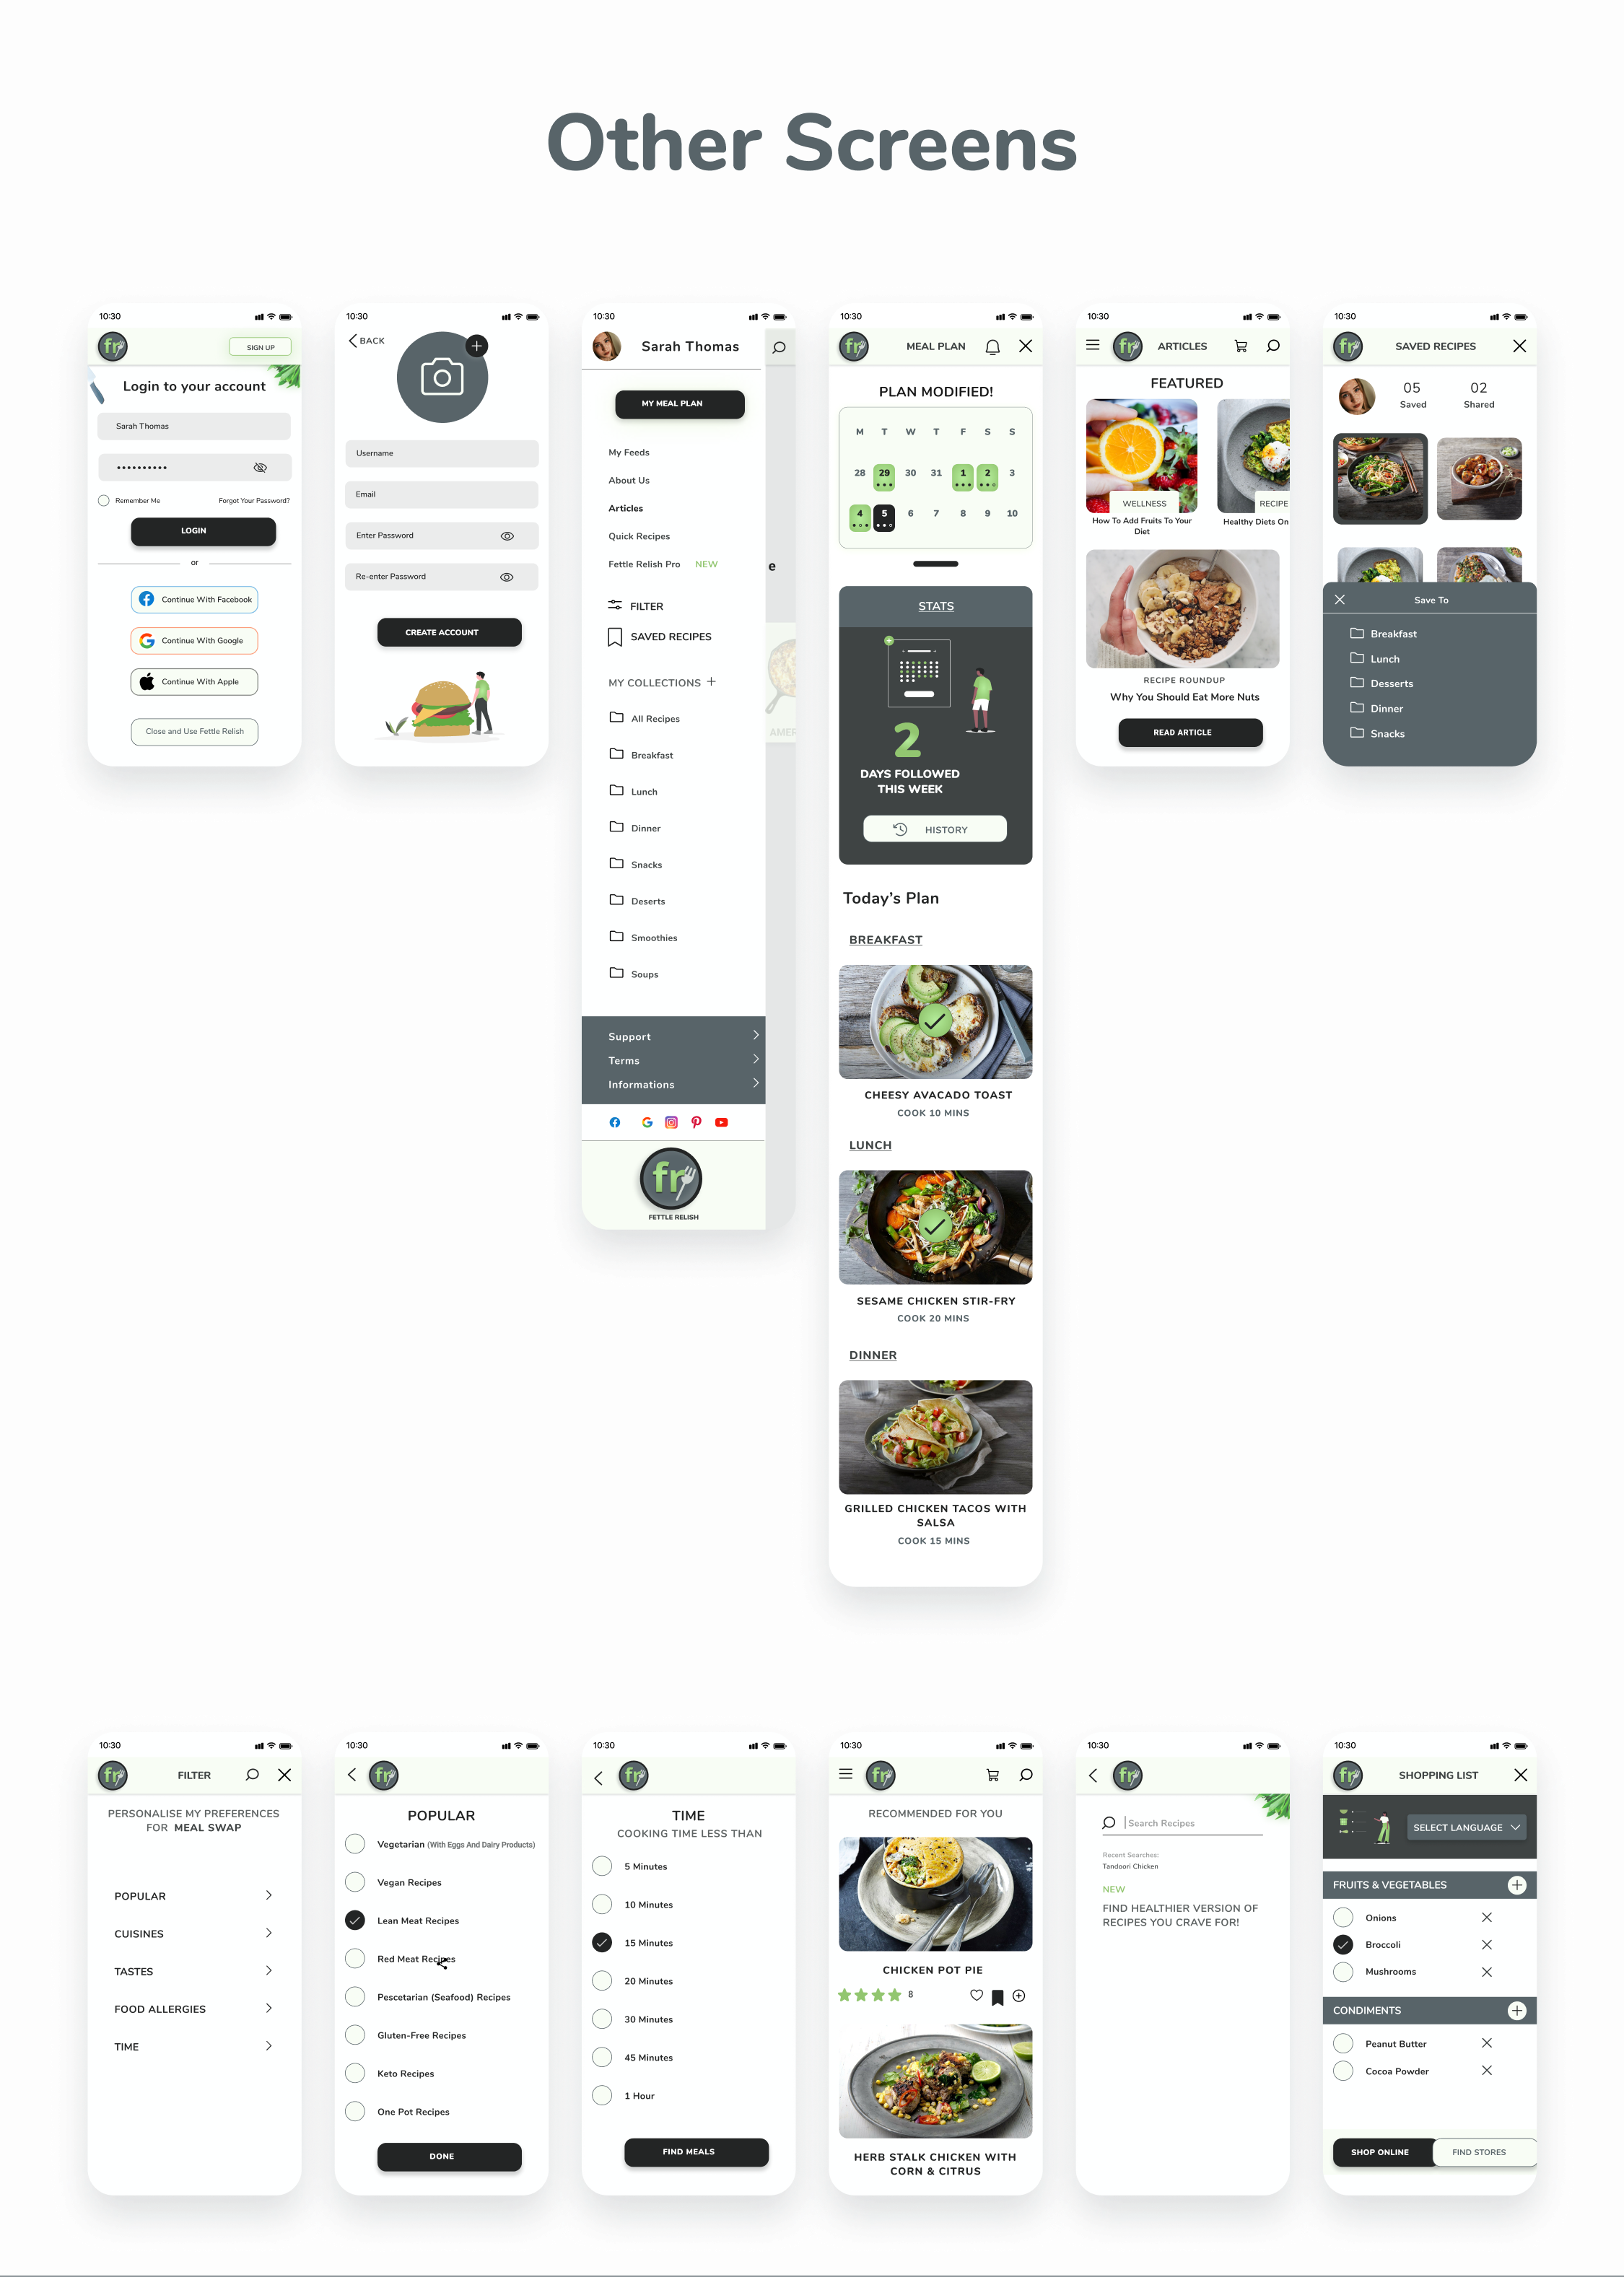 Other Screens
10:30
fr
SIGN UP
Login to your account
Sarah Thomas
Remember Me
Forgot Your Password?
LOGIN
or
Continue With Facebook
Continue With Google
Continue With Apple
Close and Use Fettle Relish
10:30
BACK
Username
Email
Enter Password
Re-enter Password
CREATE ACCOUNT
10:30
Sarah Thomas
MY MEAL PLAN
My Feeds
About Us
Articles
Quick Recipes
Fettle Relish Pro NEW
e
FILTER
SAVED RECIPES
MY COLLECTIONS +
AMER
All Recipes
Breakfast
Lunch
Dinner
Snacks
Deserts
Smoothies
Soups
Support
Terms
Informations
fr
FETTLE RELISH
10:30
fr
MEAL PLAN
PLAN MODIFIED!
M T W T F S S
28 29 30 31 1 2 3
4 5 6 7 8 9 10
STATS
2
DAYS FOLLOWED
THIS WEEK
HISTORY
Today's Plan
BREAKFAST
CHEESY AVACADO TOAST
COOK 10 MINS
LUNCH
SESAME CHICKEN STIR-FRY
COOK 20 MINS
DINNER
GRILLED CHICKEN TACOS WITH
SALSA
COOK 15 MINS
10:30
fr
ARTICLES
FEATURED
WELLNESS
RECIPE
How To Add Fruits To Your
Diet
Healthy Diets On
RECIPE ROUNDUP
Why You Should Eat More Nuts
READ ARTICLE
10:30
fr
SAVED RECIPES
05 02
Saved Shared
Save To
Breakfast
Lunch
Desserts
Dinner
Snacks
10:30
fr
FILTER
PERSONALISE MY PREFERENCES
FOR MEAL SWAP
POPULAR
CUISINES
TASTES
FOOD ALLERGIES
TIME
10:30
fr
POPULAR
Vegetarian (With Eggs And Dairy Products)
Vegan Recipes
Lean Meat Recipes
Red Meat Recipes
Pescetarian (Seafood) Recipes
Gluten-Free Recipes
Keto Recipes
One Pot Recipes
DONE
10:30
fr
TIME
COOKING TIME LESS THAN
5 Minutes
10 Minutes
15 Minutes
20 Minutes
30 Minutes
45 Minutes
1 Hour
FIND MEALS
10:30
fr
RECOMMENDED FOR YOU
CHICKEN POT PIE
8
HERB STALK CHICKEN WITH
CORN & CITRUS
10:30
fr
Search Recipes
Recent Searches:
Tandoori Chicken
NEW
FIND HEALTHIER VERSION OF
RECIPES YOU CRAVE FOR!
10:30
fr
SHOPPING LIST
SELECT LANGUAGE
FRUITS & VEGETABLES
Onions
Broccoli
Mushrooms
CONDIMENTS
Peanut Butter
Cocoa Powder
SHOP ONLINE
FIND STORES